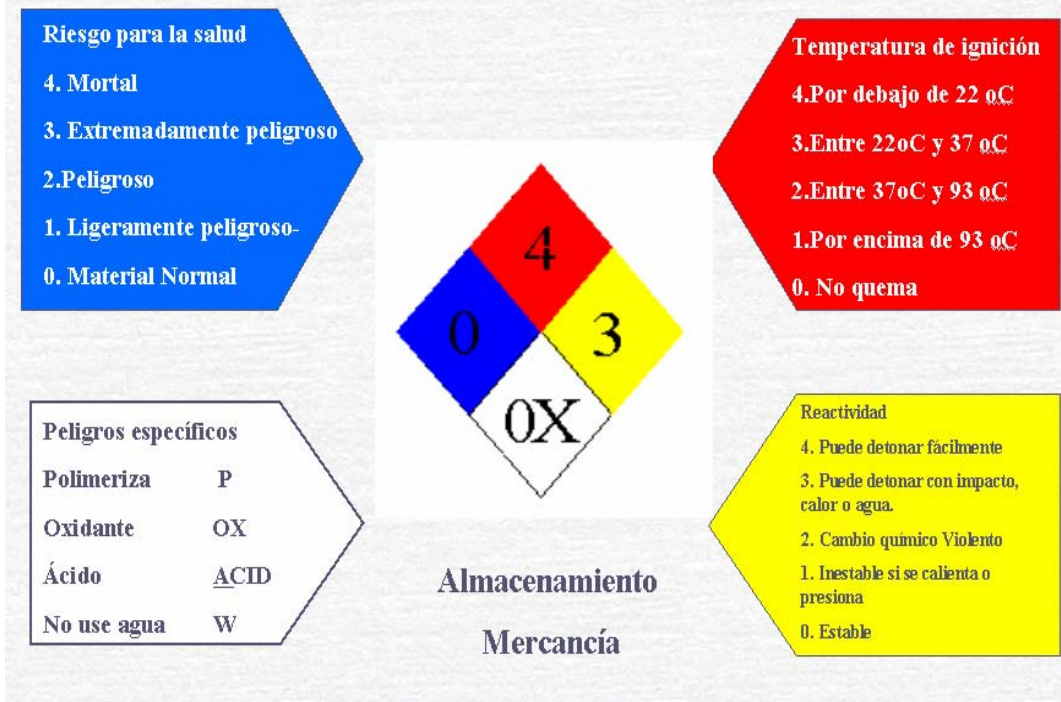 Riesgo para la salud
4. Mortal
3. Extremadamente peligroso
2.Peligroso
1. Ligeramente peligroso-
0. Material Normal
Temperatura de ignición
4.Por debajo de 22 oC
3.Entre 22oC y 37 oC
2.Entre 37oC y 93 oC
1.Por encima de 93 oC
0. No quema
4
0
3
0X
Peligros específicos
Polimeriza P
Oxidante OX
Ácido ACID
No use agua W
Reactividad
4. Puede detonar fácilmente
3. Puede detonar con impacto,
calor o agua.
2. Cambio químico Violento
1. Inestable si se calienta o
presiona
0. Estable
Almacenamiento
Mercancía